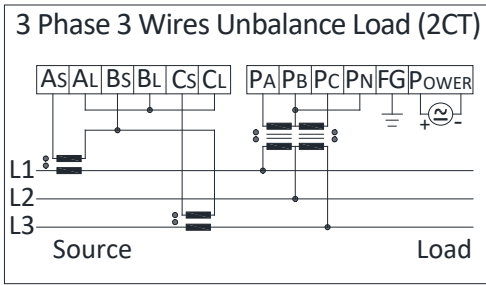 3 Phase 3 Wires Unbalance Load (2CT)
AS AL BS BL CS CL PA PB PC PN FG POWER
+ -
L1
L2
L3
Source Load